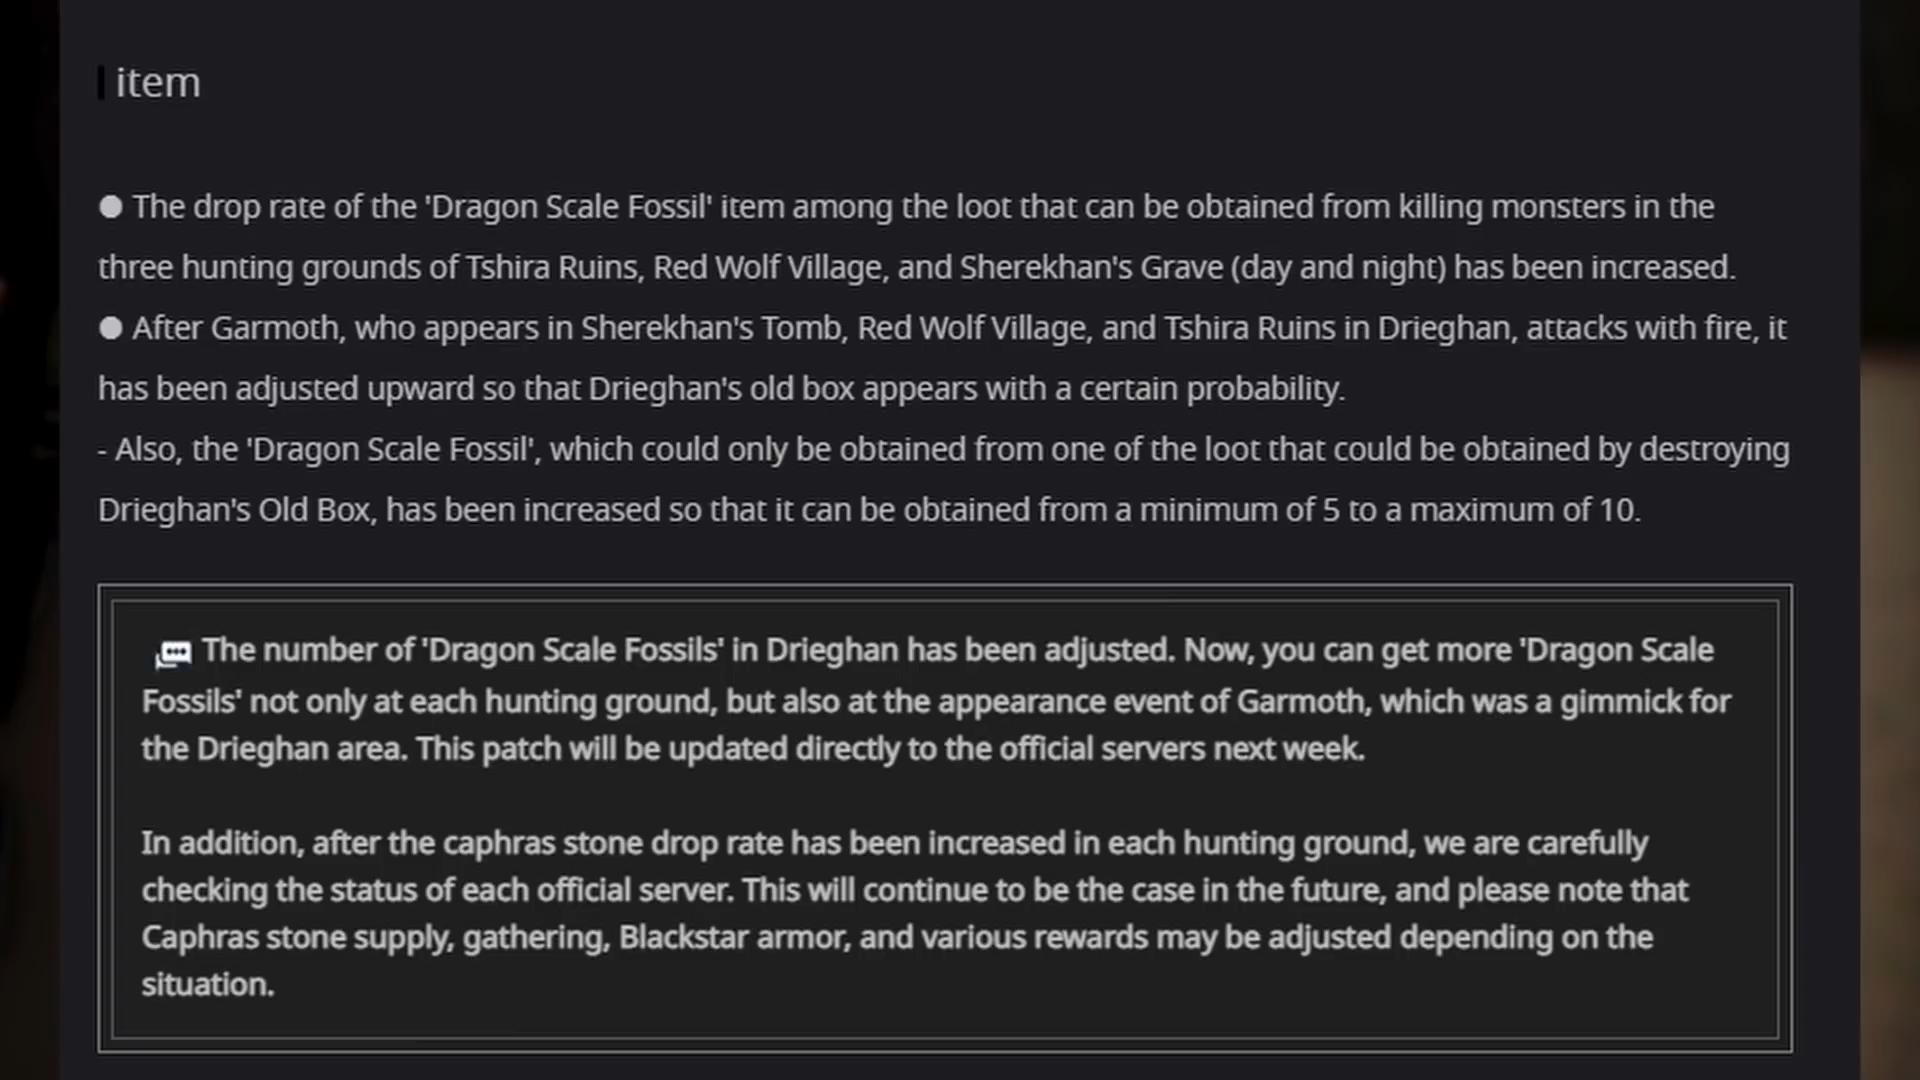 item
● The drop rate of the 'Dragon Scale Fossil' item among the loot that can be obtained from killing monsters in the
three hunting grounds of Tshira Ruins, Red Wolf Village, and Sherekhan's Grave (day and night) has been increased.
● After Garmoth, who appears in Sherekhan's Tomb, Red Wolf Village, and Tshira Ruins in Drieghan, attacks with fire, it
has been adjusted upward so that Drieghan's old box appears with a certain probability.
- Also, the 'Dragon Scale Fossil', which could only be obtained from one of the loot that could be obtained by destroying
Drieghan's Old Box, has been increased so that it can be obtained from a minimum of 5 to a maximum of 10.
The number of 'Dragon Scale Fossils' in Drieghan has been adjusted. Now, you can get more 'Dragon Scale
Fossils' not only at each hunting ground, but also at the appearance event of Garmoth, which was a gimmick for
the Drieghan area. This patch will be updated directly to the official servers next week.
In addition, after the caphras stone drop rate has been increased in each hunting ground, we are carefully
checking the status of each official server. This will continue to be the case in the future, and please note that
Caphras stone supply, gathering, Blackstar armor, and various rewards may be adjusted depending on the
situation.